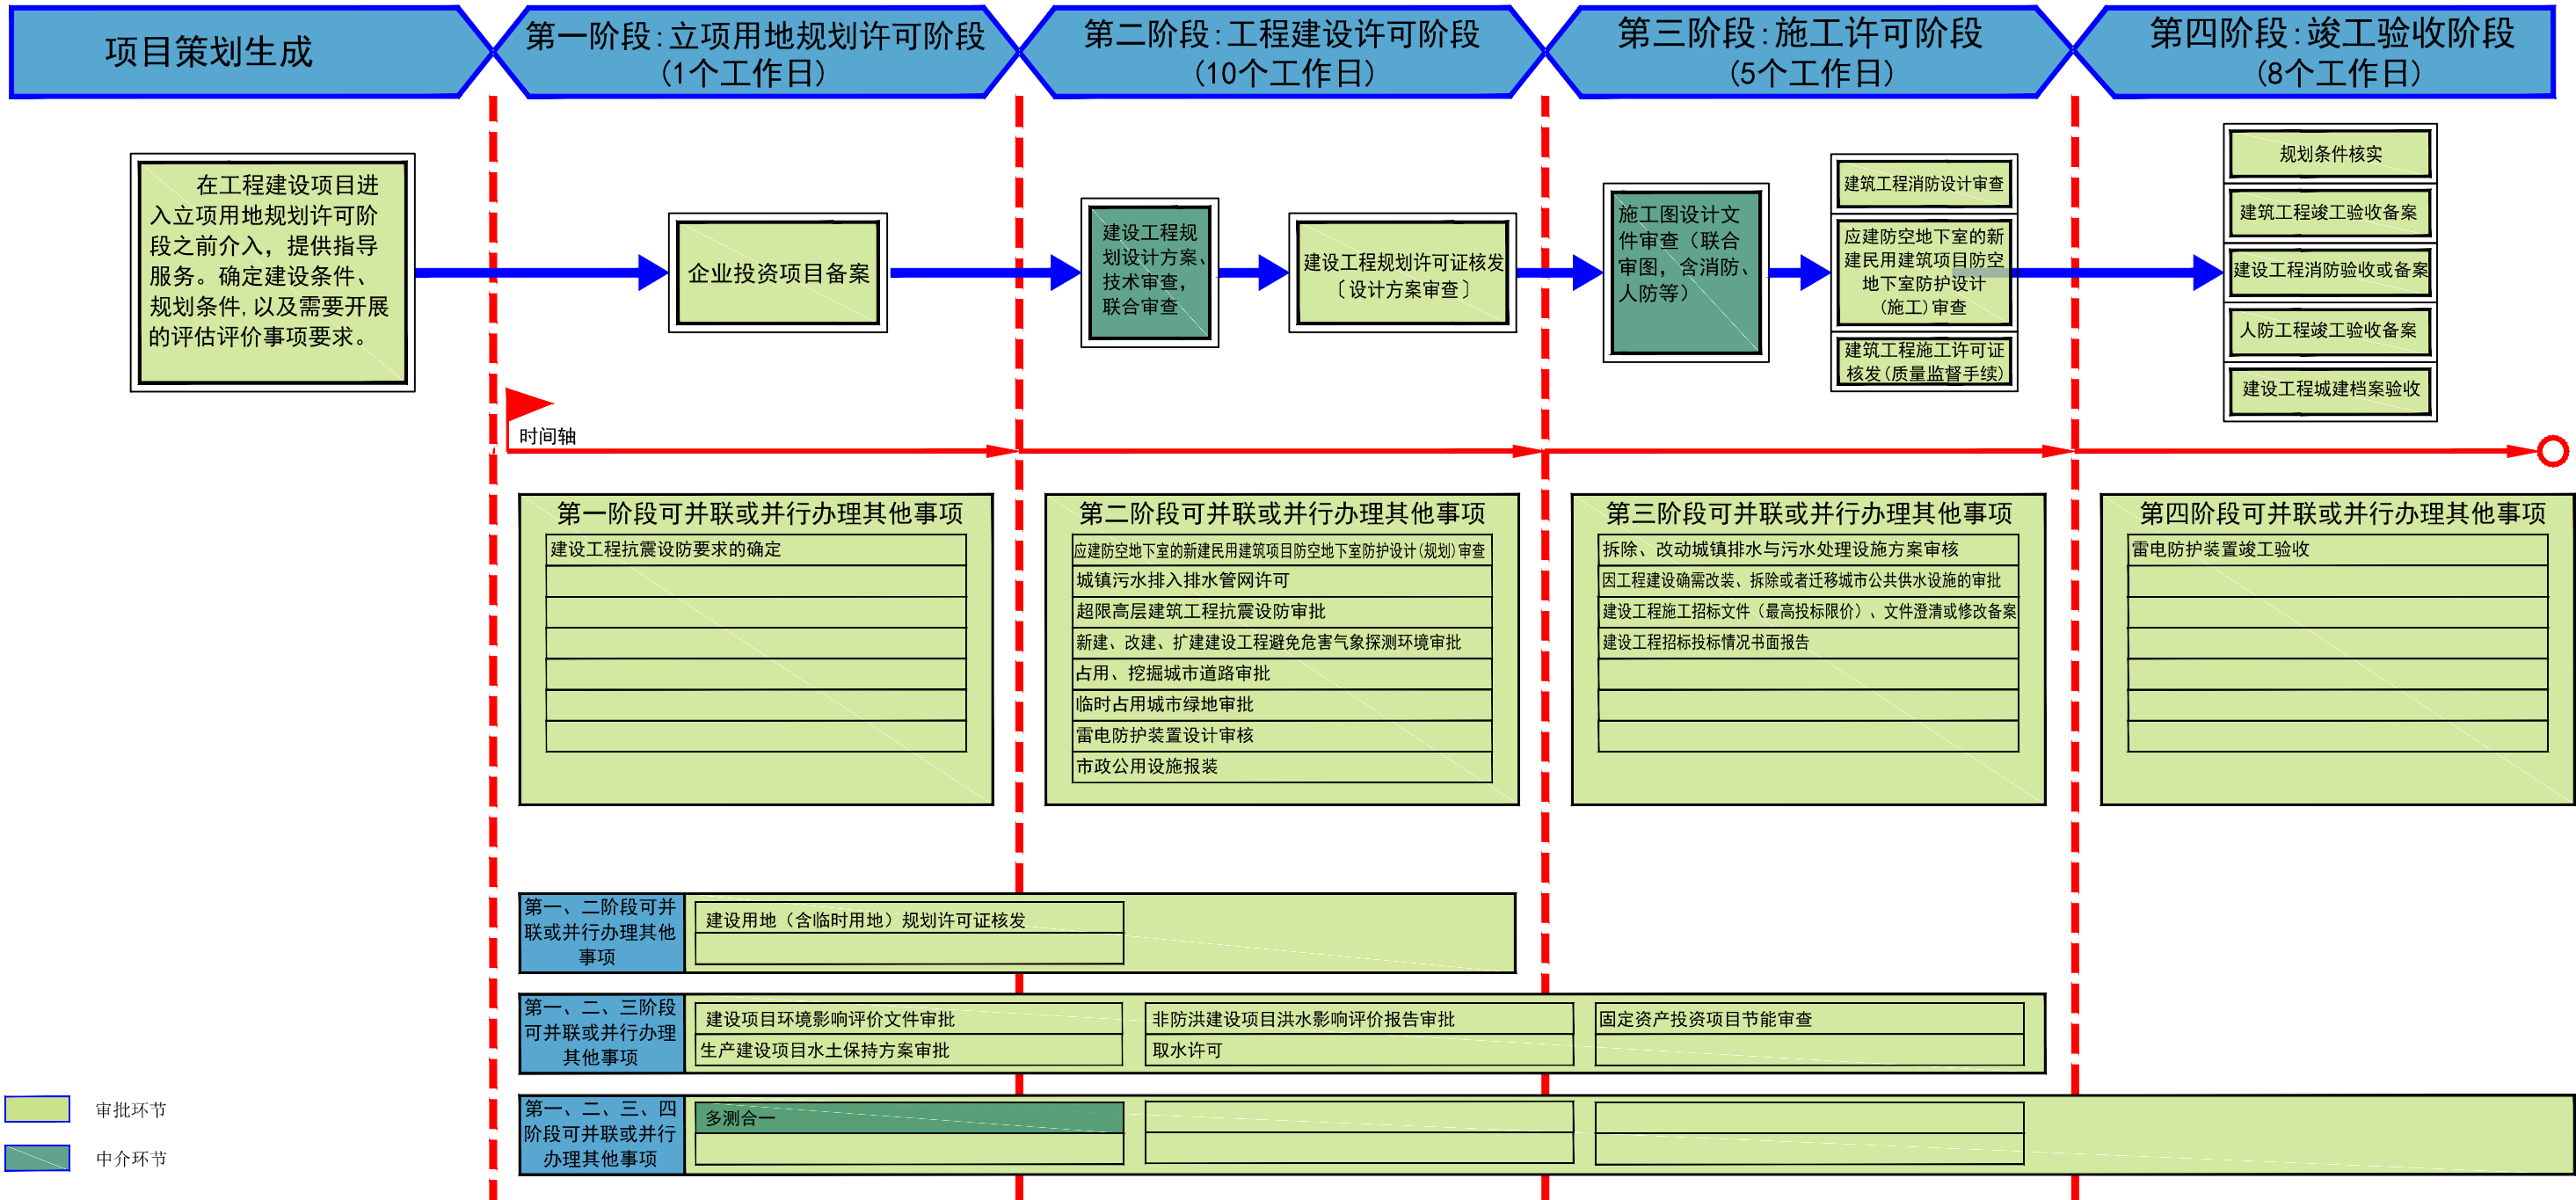 项目策划生成
第一阶段:立项用地规划许可阶段
(1个工作日)
第二阶段:工程建设许可阶段
(10个工作日)
第三阶段:施工许可阶段
(5个工作日)
第四阶段:竣工验收阶段
(8个工作日)
在工程建设项目进
入立项用地规划许可阶
段之前介入，提供指导
服务。确定建设条件、
规划条件,以及需要开展
的评估评价事项要求。
企业投资项目备案
建设工程规
划设计方案、
技术审查,
联合审查
建设工程规划许可证核发
〔设计方案审查〕
施工图设计文
件审查（联合
审图，含消防、
人防等）
建筑工程消防设计审查
应建防空地下室的新
建民用建筑项目防空
地下室防护设计
(施工)审查
建筑工程施工许可证
核发(质量监督手续)
规划条件核实
建筑工程竣工验收备案
建设工程消防验收或备案
人防工程竣工验收备案
建设工程城建档案验收
时间轴
第一阶段可并联或并行办理其他事项
建设工程抗震设防要求的确定
第二阶段可并联或并行办理其他事项
应建防空地下室的新建民用建筑项目防空地下室防护设计(规划)审查
城镇污水排入排水管网许可
超限高层建筑工程抗震设防审批
新建、改建、扩建建设工程避免危害气象探测环境审批
占用、挖掘城市道路审批
临时占用城市绿地审批
雷电防护装置设计审核
市政公用设施报装
第三阶段可并联或并行办理其他事项
拆除、改动城镇排水与污水处理设施方案审核
因工程建设确需改装、拆除或者迁移城市公共供水设施的审批
建设工程施工招标文件（最高投标限价）、文件澄清或修改备案
建设工程招标投标情况书面报告
第四阶段可并联或并行办理其他事项
雷电防护装置竣工验收
第一、二阶段可并
联或并行办理其他
事项
建设用地（含临时用地）规划许可证核发
第一、二、三阶段
可并联或并行办理
其他事项
建设项目环境影响评价文件审批
非防洪建设项目洪水影响评价报告审批
固定资产投资项目节能审查
生产建设项目水土保持方案审批
取水许可
第一、二、三、四
阶段可并联或并行
办理其他事项
多测合一
审批环节
中介环节